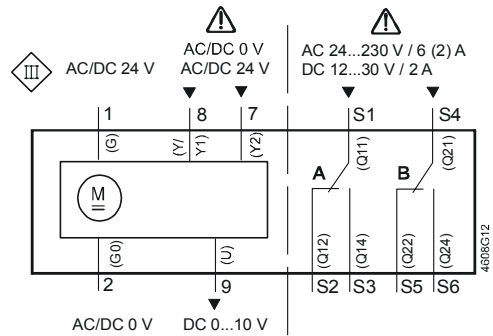 AC/DC 0 V
AC 24...230 V / 6 (2) A
III
AC/DC 24 V
AC/DC 24 V
DC 12...30 V / 2 A
1
8
7
S1
S4
(G)
(Y/
Y1)
(Y2)
(Q11)
(Q21)
A
B
M
(G0)
(U)
(Q12)
(Q14)
(Q22)
(Q24)
2
9
S2
S3
S5
S6
AC/DC 0 V
DC 0...10 V
4608G12